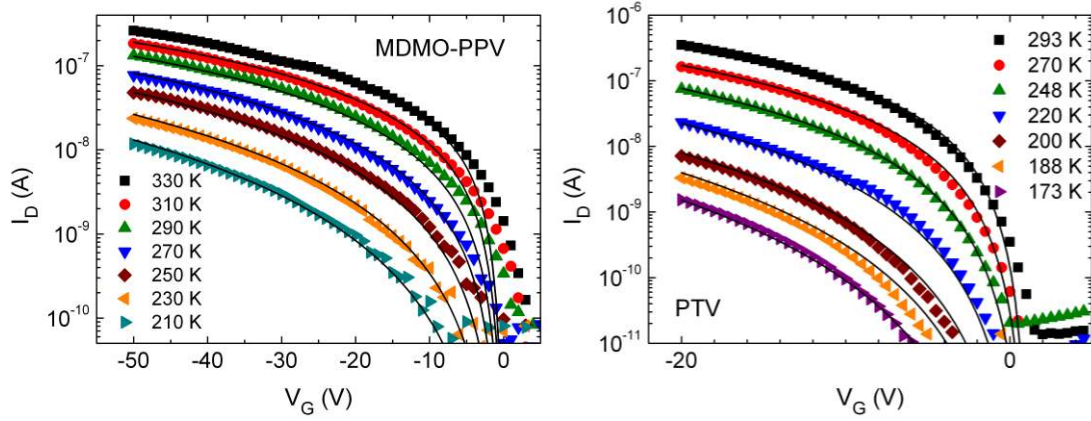 MDMO-PPV
I_D (A)
10^-7
10^-8
10^-9
10^-10
330 K
310 K
290 K
270 K
250 K
230 K
210 K
-50 -40 -30 -20 -10 0
V_G (V)
PTV
I_D (A)
10^-6
10^-7
10^-8
10^-9
10^-10
10^-11
293 K
270 K
248 K
220 K
200 K
188 K
173 K
-20 -10 0
V_G (V)